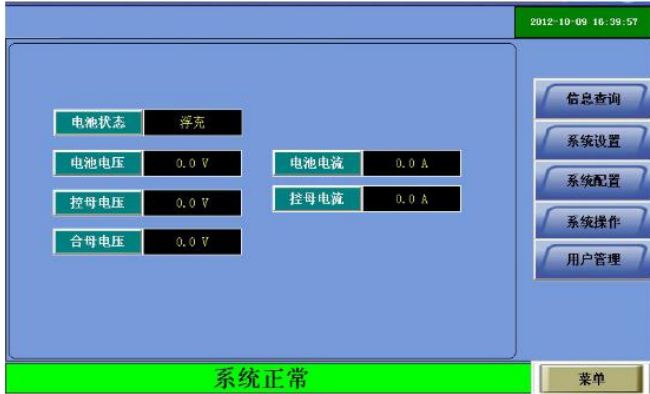 2012-10-09 16:39:57
电池状态 浮充
电池电压 0.0 V 电池电流 0.0 A
控母电压 0.0 V 控母电流 0.0 A
合母电压 0.0 V
信息查询
系统设置
系统配置
系统操作
用户管理
系统正常
菜单